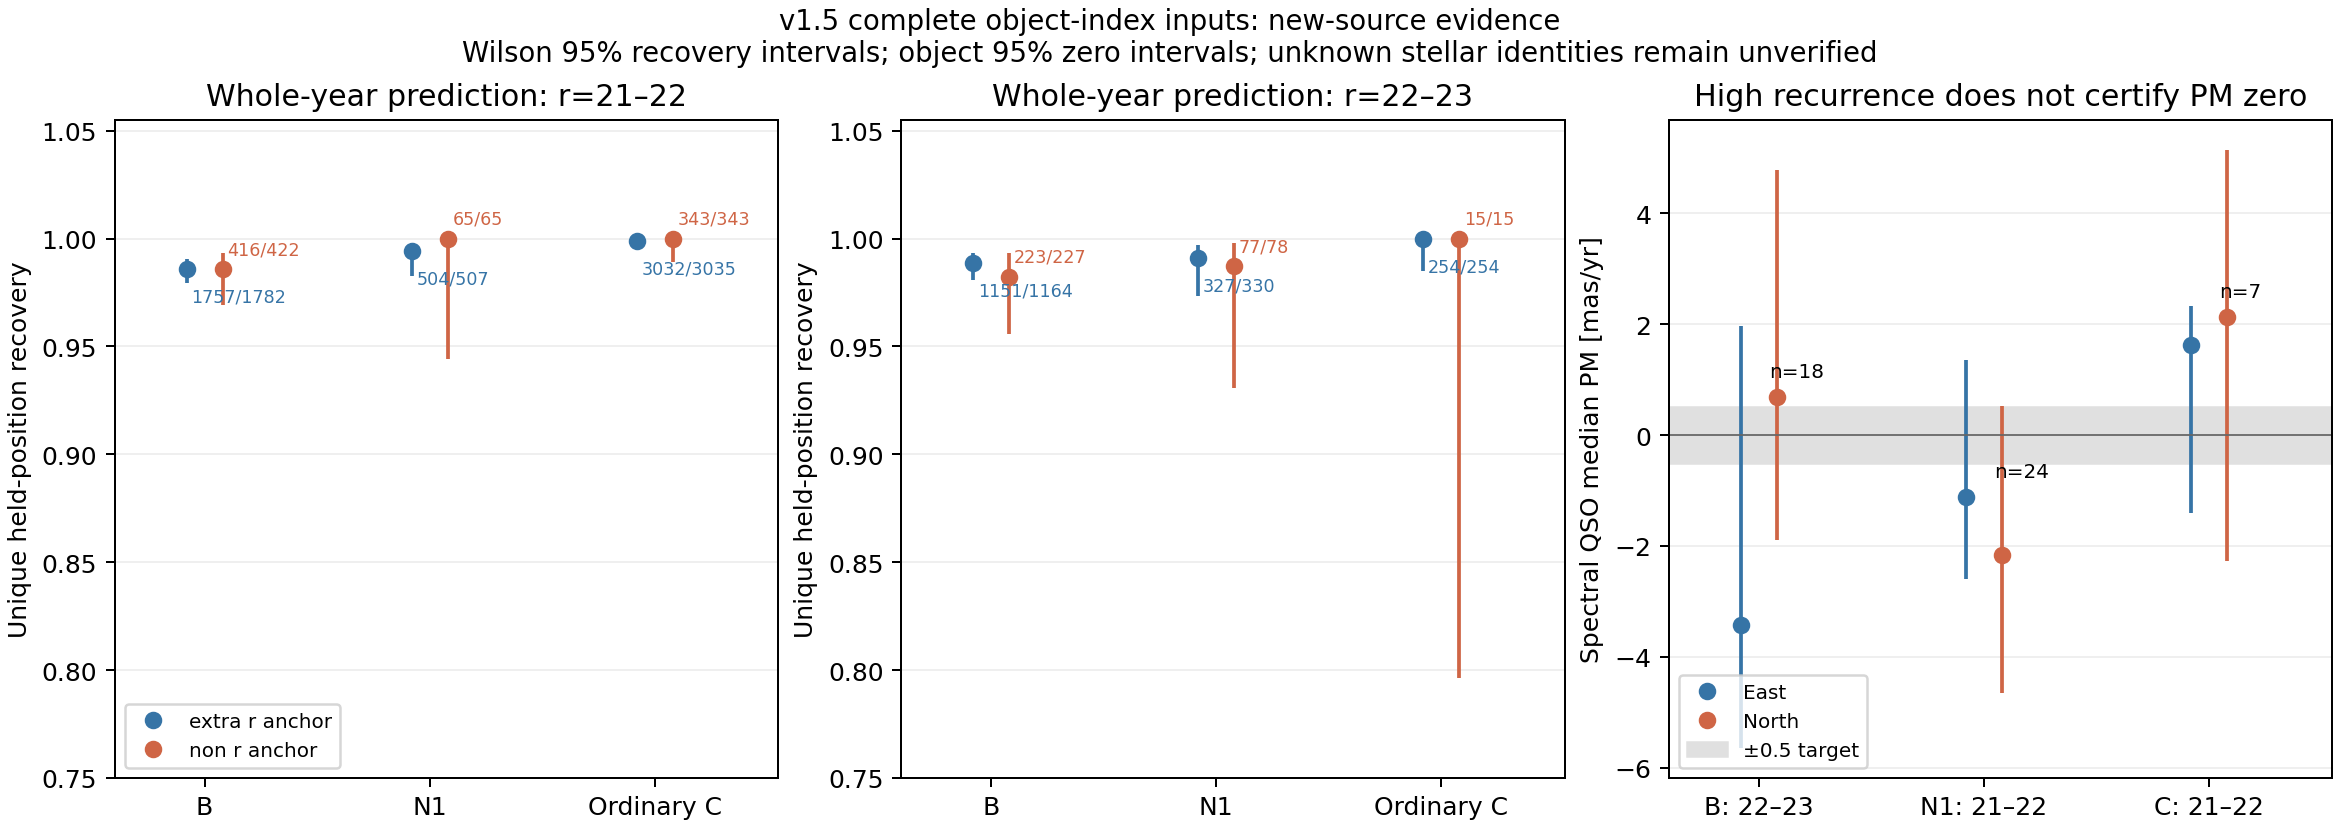 v1.5 complete object-index inputs: new-source evidence
Wilson 95% recovery intervals; object 95% zero intervals; unknown stellar identities remain unverified
Whole-year prediction: r=21–22
Unique held-position recovery
1.05
1.00
0.95
0.90
0.85
0.80
0.75
416/422
1757/1782
65/65
504/507
343/343
3032/3035
extra r anchor
non r anchor
B
N1
Ordinary C
Whole-year prediction: r=22–23
Unique held-position recovery
1.05
1.00
0.95
0.90
0.85
0.80
0.75
223/227
1151/1164
77/78
327/330
15/15
254/254
B
N1
Ordinary C
High recurrence does not certify PM zero
Spectral QSO median PM [mas/yr]
4
2
0
−2
−4
−6
n=18
n=24
n=7
East
North
±0.5 target
B: 22–23
N1: 21–22
C: 21–22